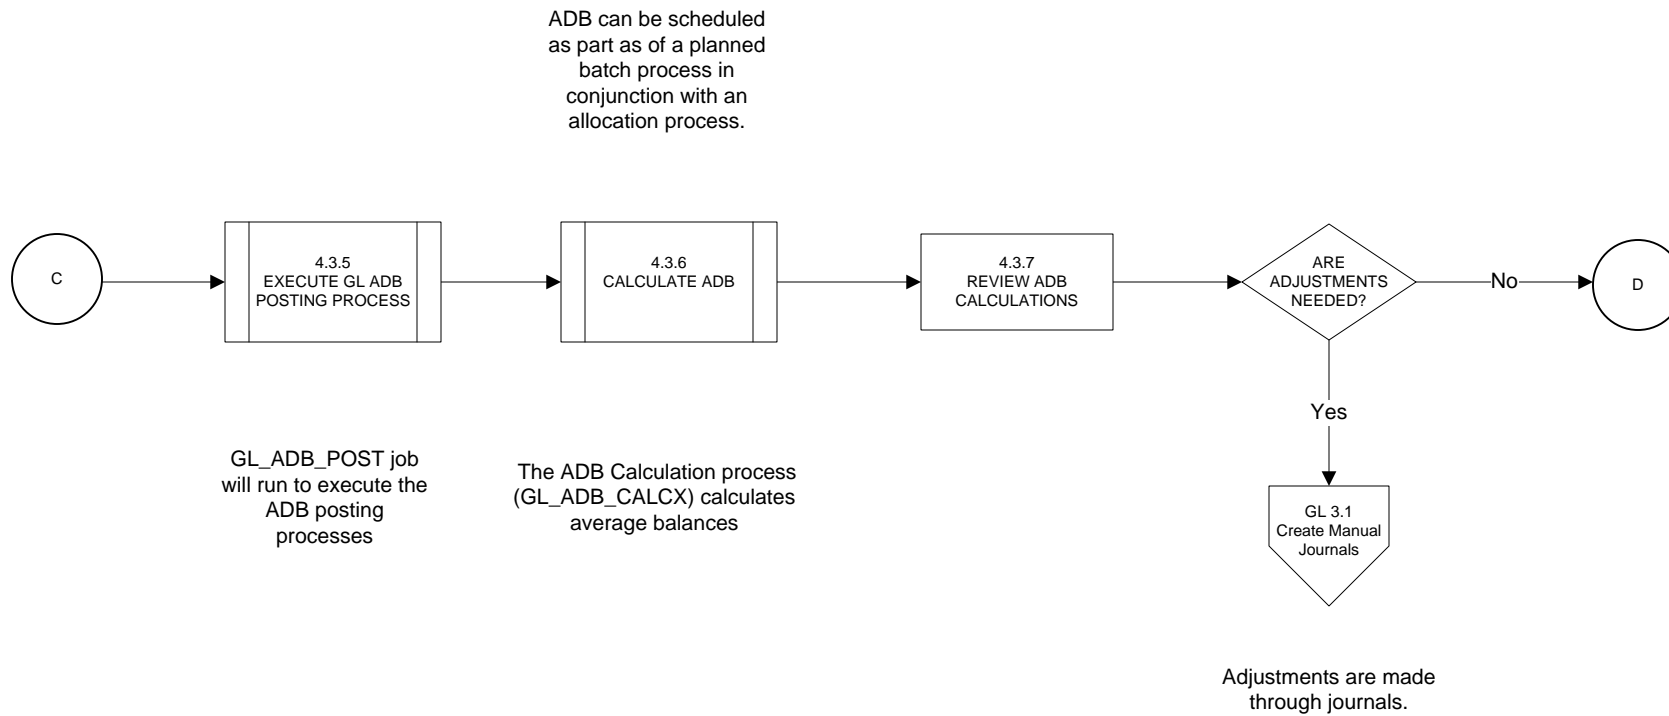 ADB can be scheduled
as part as of a planned
batch process in
conjunction with an
allocation process.
C
4.3.5
EXECUTE GL ADB
POSTING PROCESS
4.3.6
CALCULATE ADB
4.3.7
REVIEW ADB
CALCULATIONS
ARE
ADJUSTMENTS
NEEDED?
No
D
Yes
GL_ADB_POST job
will run to execute the
ADB posting
processes
The ADB Calculation process
(GL_ADB_CALCX) calculates
average balances
GL 3.1
Create Manual
Journals
Adjustments are made
through journals.